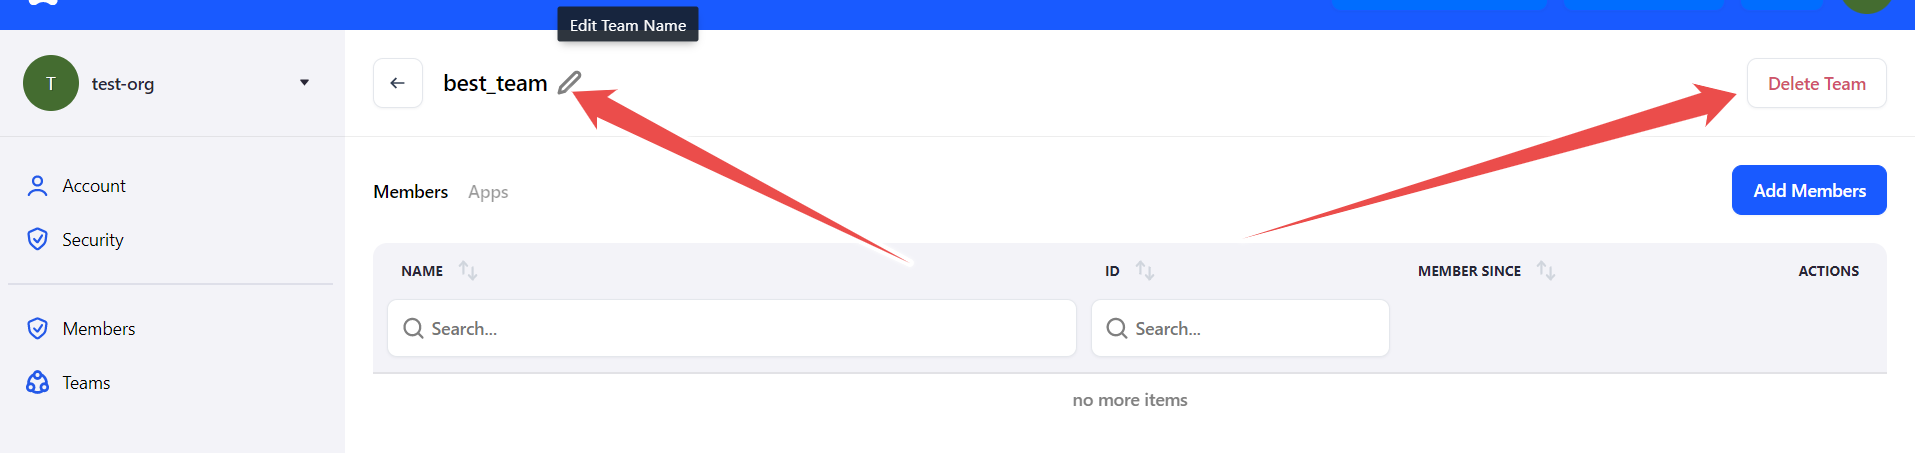 Edit Team Name
T
test-org
best_team
Delete Team
Account
Security
Members
Teams
Members Apps
Add Members
NAME
ID
MEMBER SINCE
ACTIONS
Search...
Search...
no more items